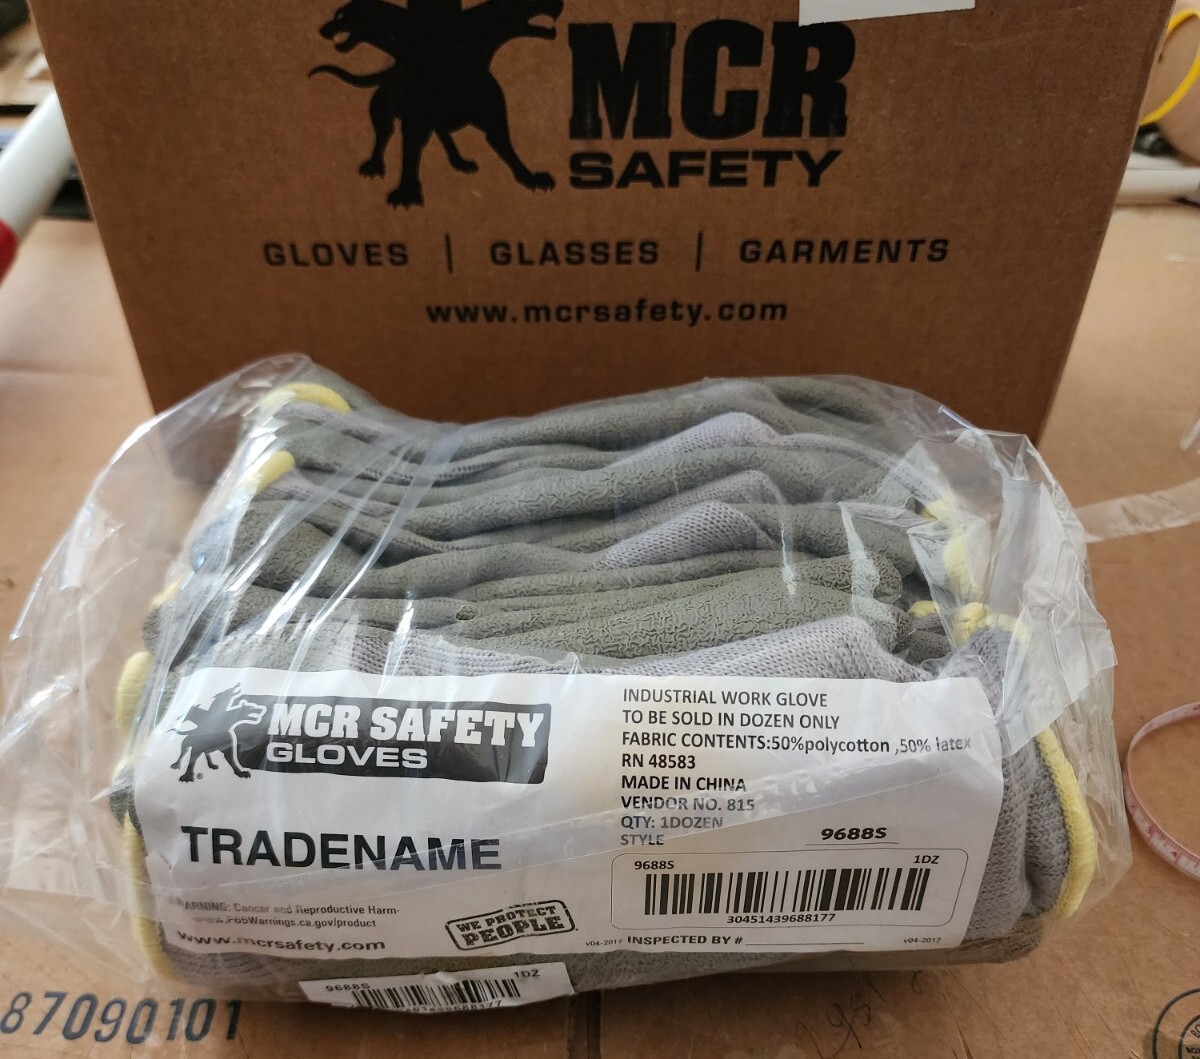 MCR
SAFETY
GLOVES | GLASSES | GARMENTS
www.mcrsafety.com
MCR SAFETY
GLOVES
®
TRADENAME
WARNING: Cancer and Reproductive Harm-
www.P65Warnings.ca.gov/product
www.mcrsafety.com
WE PROTECT
PEOPLE
INDUSTRIAL WORK GLOVE
TO BE SOLD IN DOZEN ONLY
FABRIC CONTENTS:50%polycotton ,50% latex
RN 48583
MADE IN CHINA
VENDOR NO. 815
QTY: 1DOZEN
STYLE 9688S
9688S 1DZ
30451439688177
v04-2017 INSPECTED BY # v04-2017
9688S 1DZ
87090101